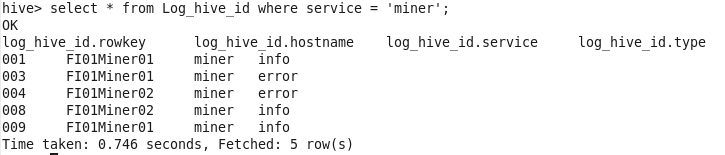 hive> select * from Log_hive_id where service = 'miner';
OK
log_hive_id.rowkey log_hive_id.hostname log_hive_id.service log_hive_id.type
001 FI01Miner01 miner info
003 FI01Miner01 miner error
004 FI01Miner02 miner error
008 FI01Miner02 miner info
009 FI01Miner01 miner info
Time taken: 0.746 seconds, Fetched: 5 row(s)